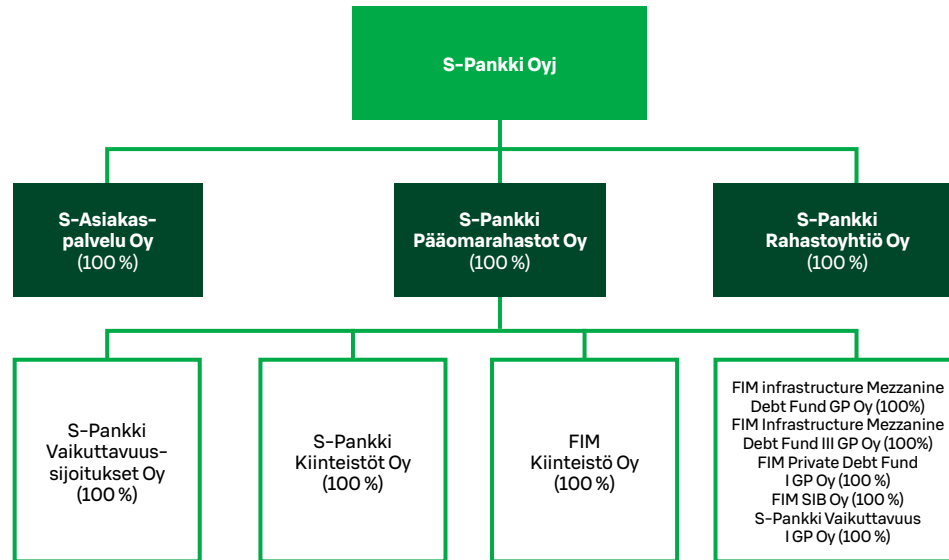 S-Pankki Oyj
S-Asiakas-
palvelu Oy
(100 %)
S-Pankki
Pääomarahastot Oy
(100 %)
S-Pankki
Rahastoyhtiö Oy
(100 %)
S-Pankki
Vaikuttavuus-
sijoitukset Oy
(100 %)
S-Pankki
Kiinteistöt Oy
(100 %)
FIM
Kiinteistö Oy
(100 %)
FIM infrastructure Mezzanine
Debt Fund GP Oy (100%)
FIM Infrastructure Mezzanine
Debt Fund III GP Oy (100%)
FIM Private Debt Fund
I GP Oy (100 %)
FIM SIB Oy (100 %)
S-Pankki Vaikuttavuus
I GP Oy (100 %)